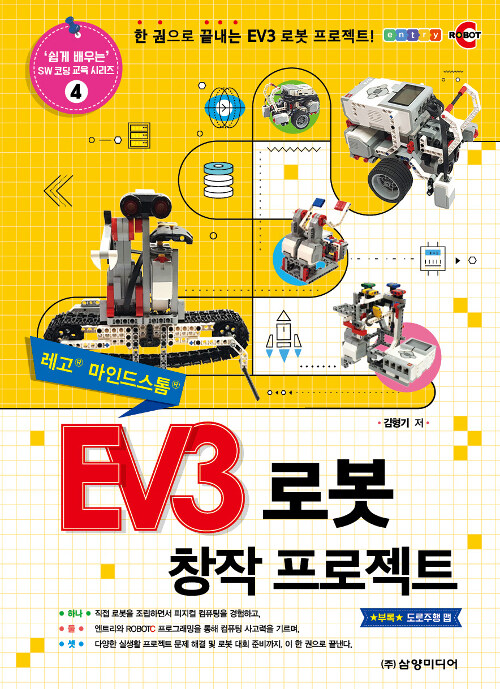 한 권으로 끝내는 EV3 로봇 프로젝트!
entry
ROBOT C
'쉽게 배우는'
SW 코딩 교육 시리즈
4
레고® 마인드스톰®
• 김형기 저 •
EV3 로봇
창작 프로젝트
• 하나 • 직접 로봇을 조립하면서 피지컬 컴퓨팅을 경험하고,
• 둘 • 엔트리와 ROBOTC 프로그래밍을 통해 컴퓨팅 사고력을 기르며,
• 셋 • 다양한 실생활 프로젝트 문제 해결 및 로봇 대회 준비까지, 이 한 권으로 끝낸다.
★부록★ 도로주행 맵
(주)삼양미디어